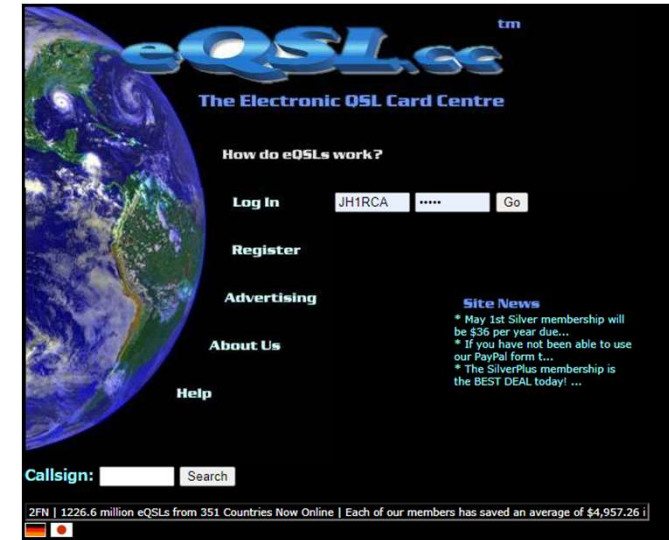 eQSL.cc tm
The Electronic QSL Card Centre
How do eQSLs work?
Log In JH1RCA ••••• Go
Register
Advertising
About Us
Help
Site News
* May 1st Silver membership will
be $36 per year due...
* If you have not been able to use
our PayPal form t...
* The SilverPlus membership is
the BEST DEAL today! ...
Callsign: Search
2FN | 1226.6 million eQSLs from 351 Countries Now Online | Each of our members has saved an average of $4,957.26 i